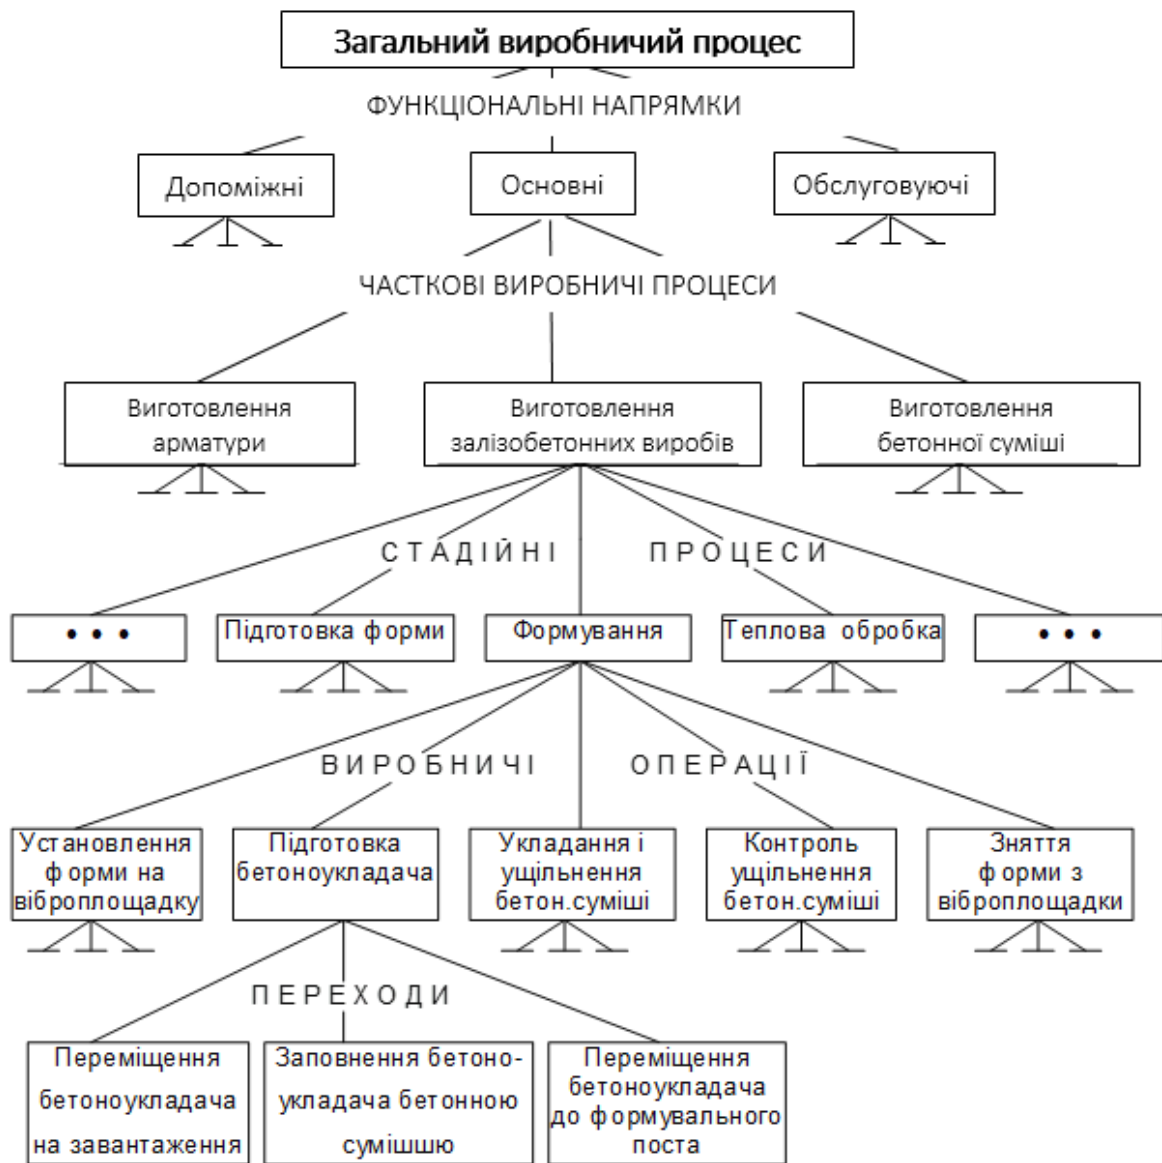 Загальний виробничий процес
ФУНКЦІОНАЛЬНІ НАПРЯМКИ
Допоміжні
Основні
Обслуговуючі
ЧАСТКОВІ ВИРОБНИЧІ ПРОЦЕСИ
Виготовлення
арматури
Виготовлення
залізобетонних виробів
Виготовлення
бетонної суміші
СТАДІЙНІ ПРОЦЕСИ
• • •
Підготовка форми
Формування
Теплова обробка
• • •
ВИРОБНИЧІ ОПЕРАЦІЇ
Установлення
форми на
віброплощадку
Підготовка
бетоноукладача
Укладання і
ущільнення
бетон.суміші
Контроль
ущільнення
бетон.суміші
Зняття
форми з
віброплощадки
ПЕРЕХОДИ
Переміщення
бетоноукладача
на завантаження
Заповнення бетоно-
укладача бетонною
сумішшю
Переміщення
бетоноукладача
до формувального
поста